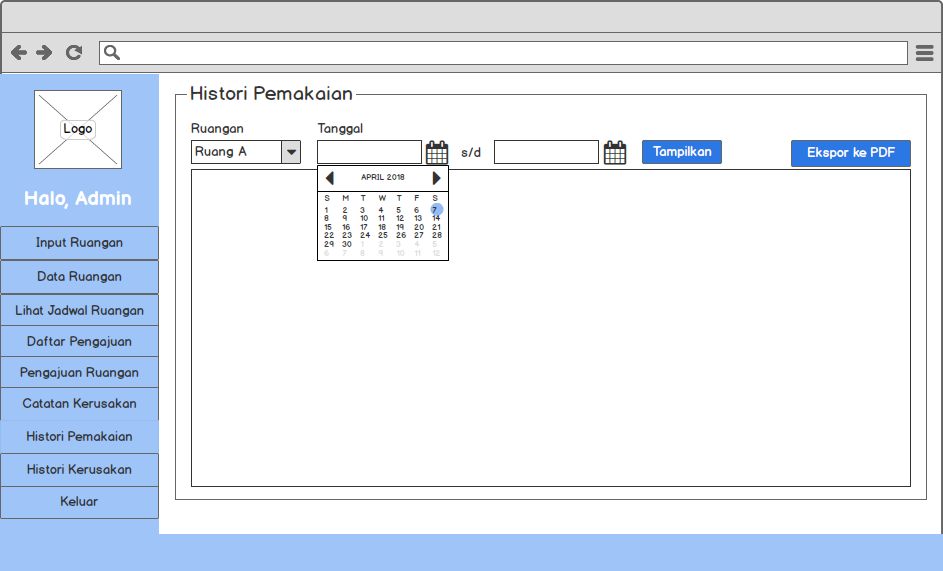 Logo
Halo, Admin
Input Ruangan
Data Ruangan
Lihat Jadwal Ruangan
Daftar Pengajuan
Pengajuan Ruangan
Catatan Kerusakan
Histori Pemakaian
Histori Kerusakan
Keluar
Histori Pemakaian
Ruangan Tanggal
Ruang A s/d Tampilkan Ekspor ke PDF
APRIL 2018
S M T W T F S
1 2 3 4 5 6 7
8 9 10 11 12 13 14
15 16 17 18 19 20 21
22 23 24 25 26 27 28
29 30 1 2 3 4 5
6 7 8 9 10 11 12